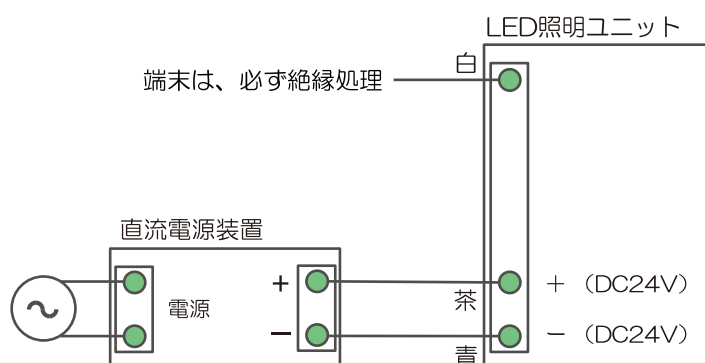 LED照明ユニット
白
端末は、必ず絶縁処理
直流電源装置
電源
+
−
茶
青
+ （DC24V）
− （DC24V）